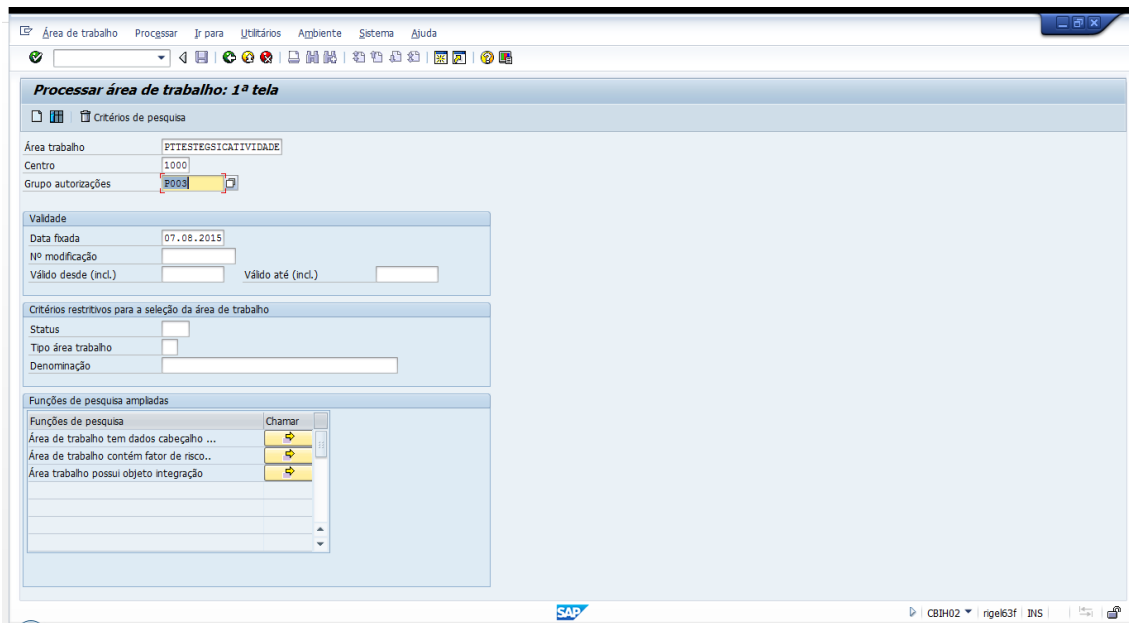 Área de trabalho Processar Ir para Utilitários Ambiente Sistema Ajuda
Processar área de trabalho: 1ª tela
Critérios de pesquisa
Área trabalho PTTESTEGSICATIVIDADE
Centro 1000
Grupo autorizações P003
Validade
Data fixada 07.08.2015
Nº modificação
Válido desde (incl.) Válido até (incl.)
Critérios restritivos para a seleção da área de trabalho
Status
Tipo área trabalho
Denominação
Funções de pesquisa ampliadas
Funções de pesquisa Chamar
Área de trabalho tem dados cabeçalho ...
Área de trabalho contém fator de risco..
Área trabalho possui objeto integração
SAP CBIH02 rigel63f INS